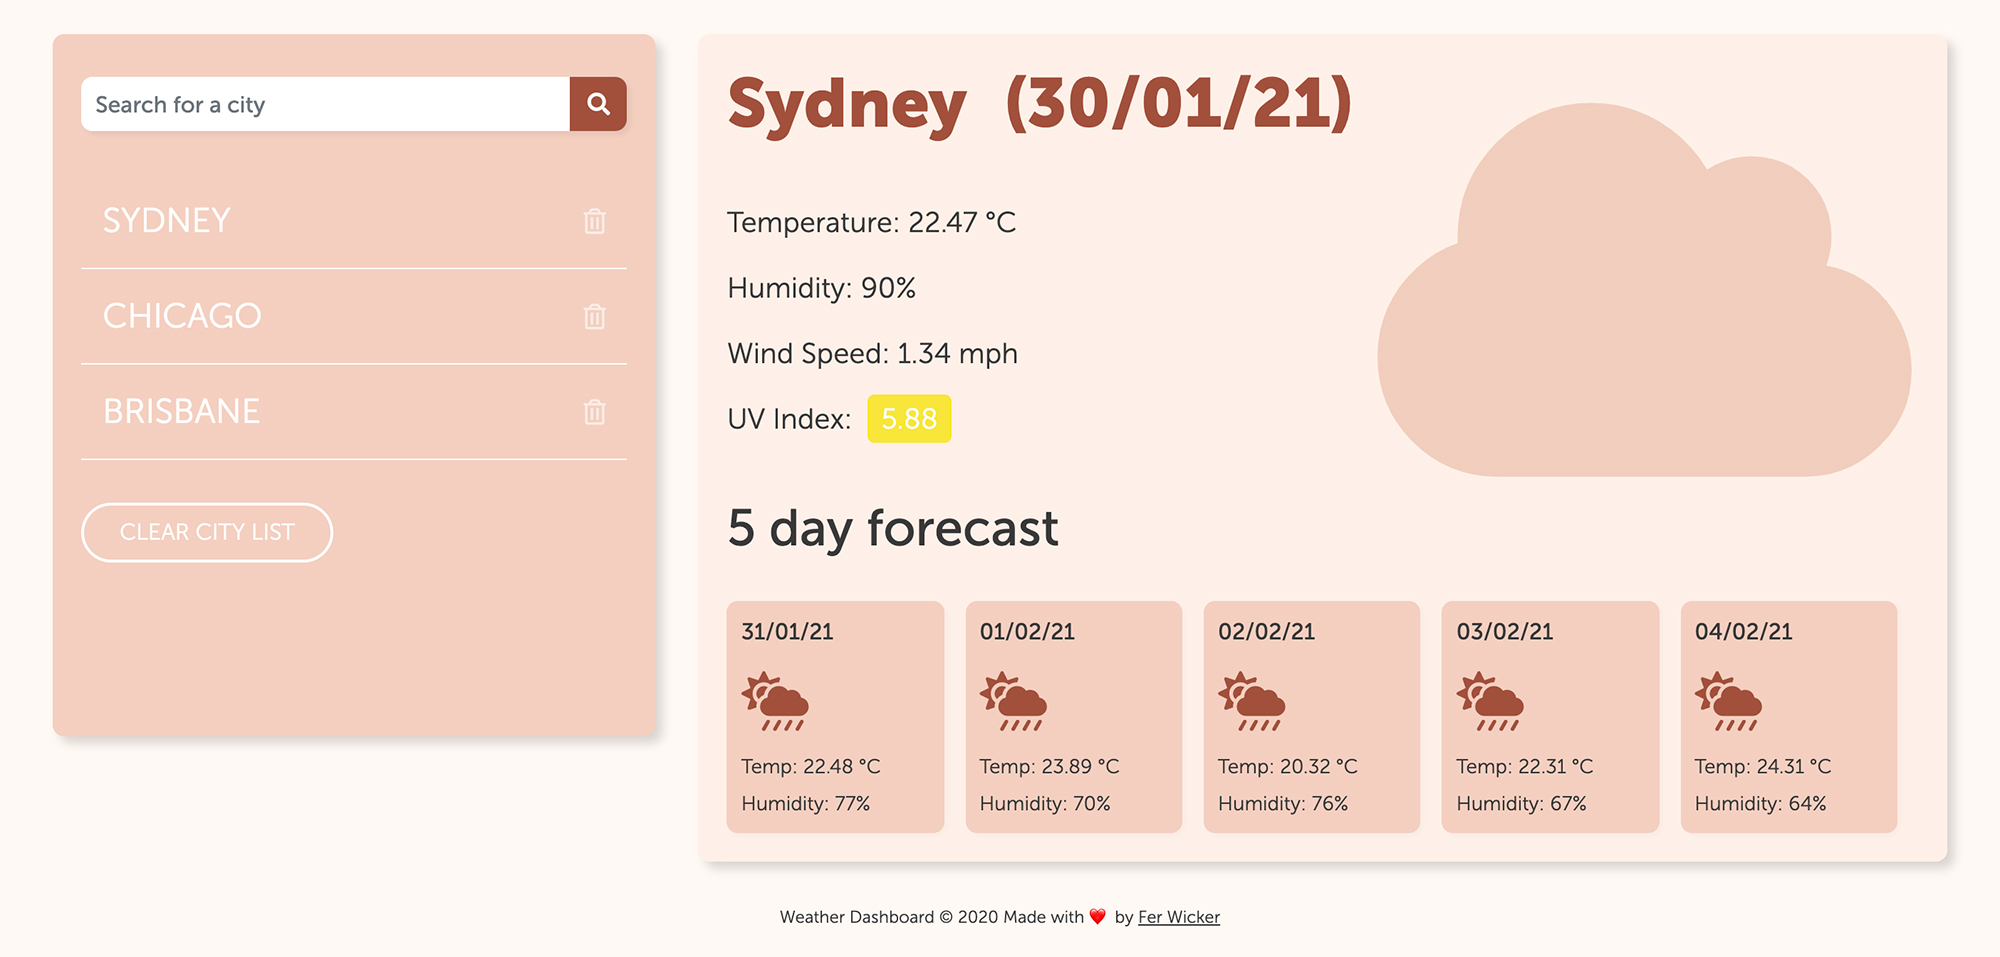 Search for a city
SYDNEY
CHICAGO
BRISBANE
CLEAR CITY LIST
Sydney (30/01/21)
Temperature: 22.47 °C
Humidity: 90%
Wind Speed: 1.34 mph
UV Index: 5.88
5 day forecast
31/01/21
Temp: 22.48 °C
Humidity: 77%
01/02/21
Temp: 23.89 °C
Humidity: 70%
02/02/21
Temp: 20.32 °C
Humidity: 76%
03/02/21
Temp: 22.31 °C
Humidity: 67%
04/02/21
Temp: 24.31 °C
Humidity: 64%
Weather Dashboard © 2020 Made with ❤️ by Fer Wicker